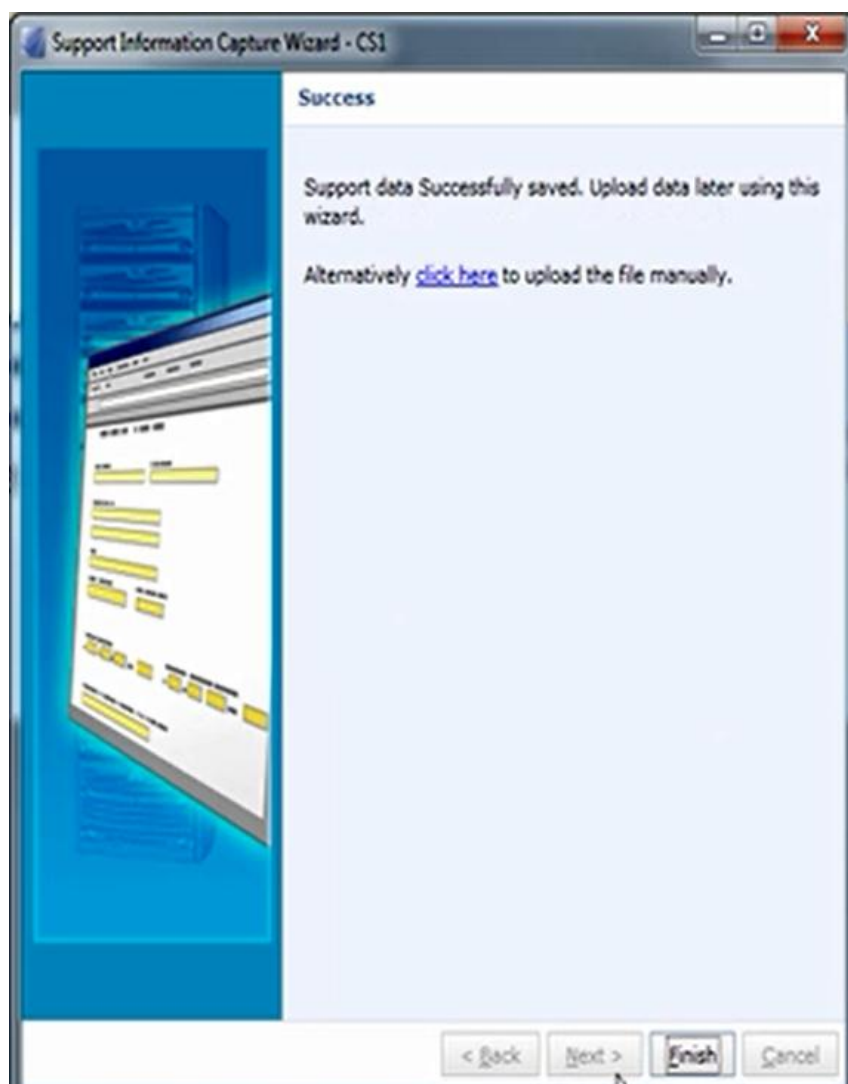 Support Information Capture Wizard - CS1
Success
Support data Successfully saved. Upload data later using this
wizard.
Alternatively click here to upload the file manually.
< Back Next > Finish Cancel